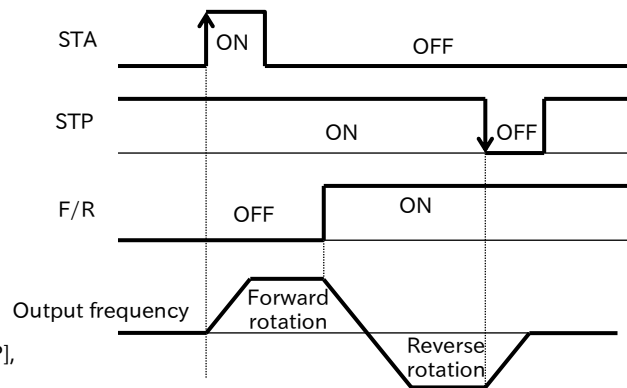 STA
ON
OFF
STP
ON
OFF
F/R
OFF
ON
Output frequency
Forward
rotation
Reverse
rotation
],